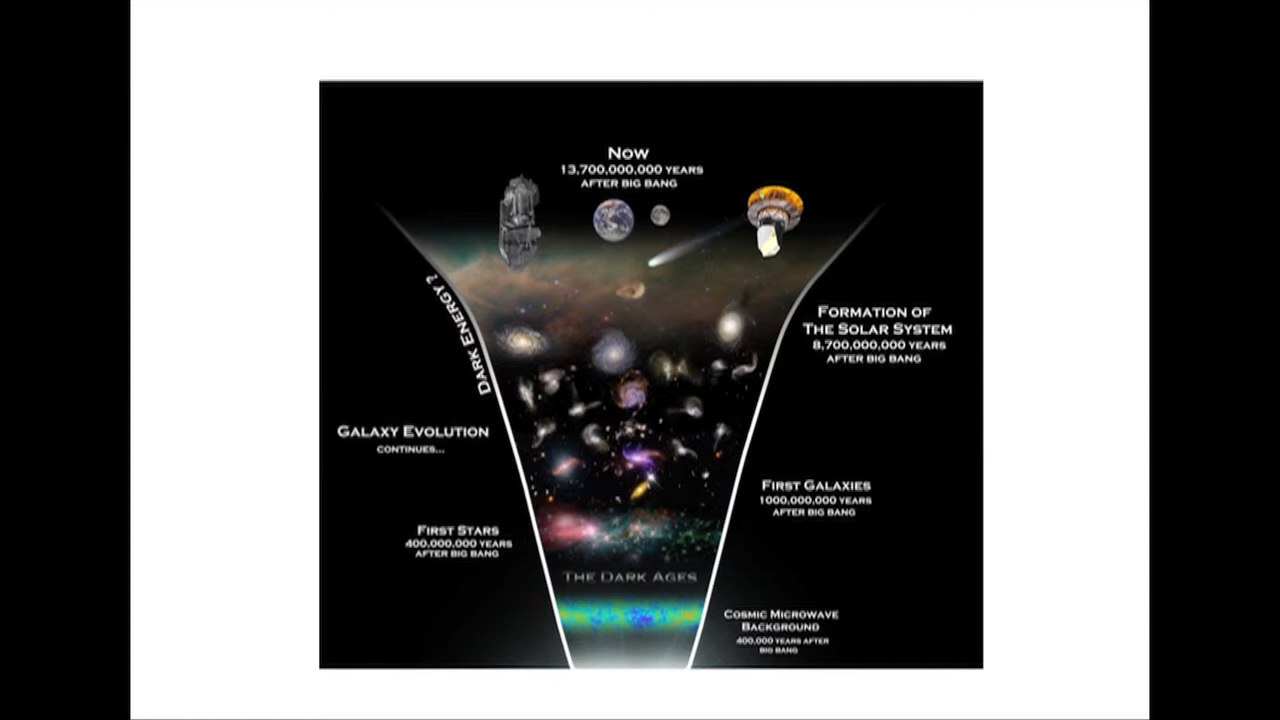 Now
13,700,000,000 years
after Big Bang
Dark Energy?
Formation of
The Solar System
8,700,000,000 years
after Big Bang
Galaxy Evolution
continues...
First Galaxies
1000,000,000 years
after Big Bang
First Stars
400,000,000 years
after Big Bang
The Dark Ages
Cosmic Microwave
Background
400,000 years after
Big Bang